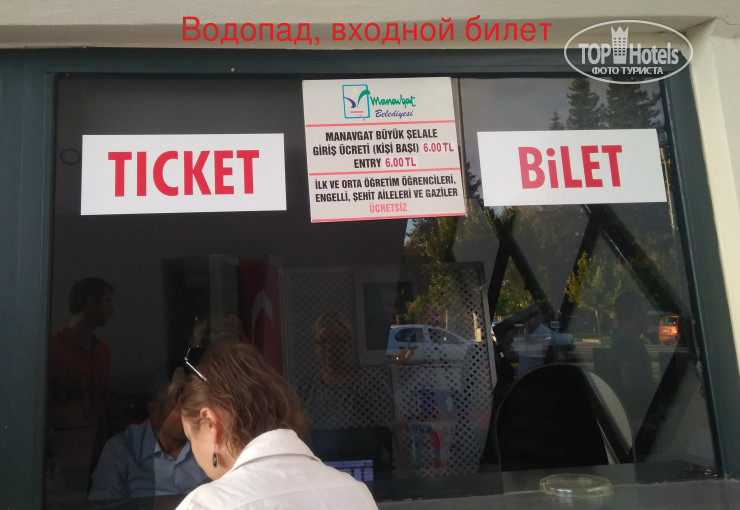 Водопад, входной билет
TOP Hotels
ФОТО ТУРИСТА
Manavgat
Belediyesi
TICKET
MANAVGAT BÜYÜK ŞELALE
GİRİŞ ÜCRETİ (KİŞİ BAŞI) 6.00 TL
ENTRY 6.00 TL
İLK VE ORTA ÖĞRETİM ÖĞRENCİLERİ,
ENGELLİ, ŞEHİT AİLELERİ VE GAZİLER
ÜCRETSİZ
BiLET